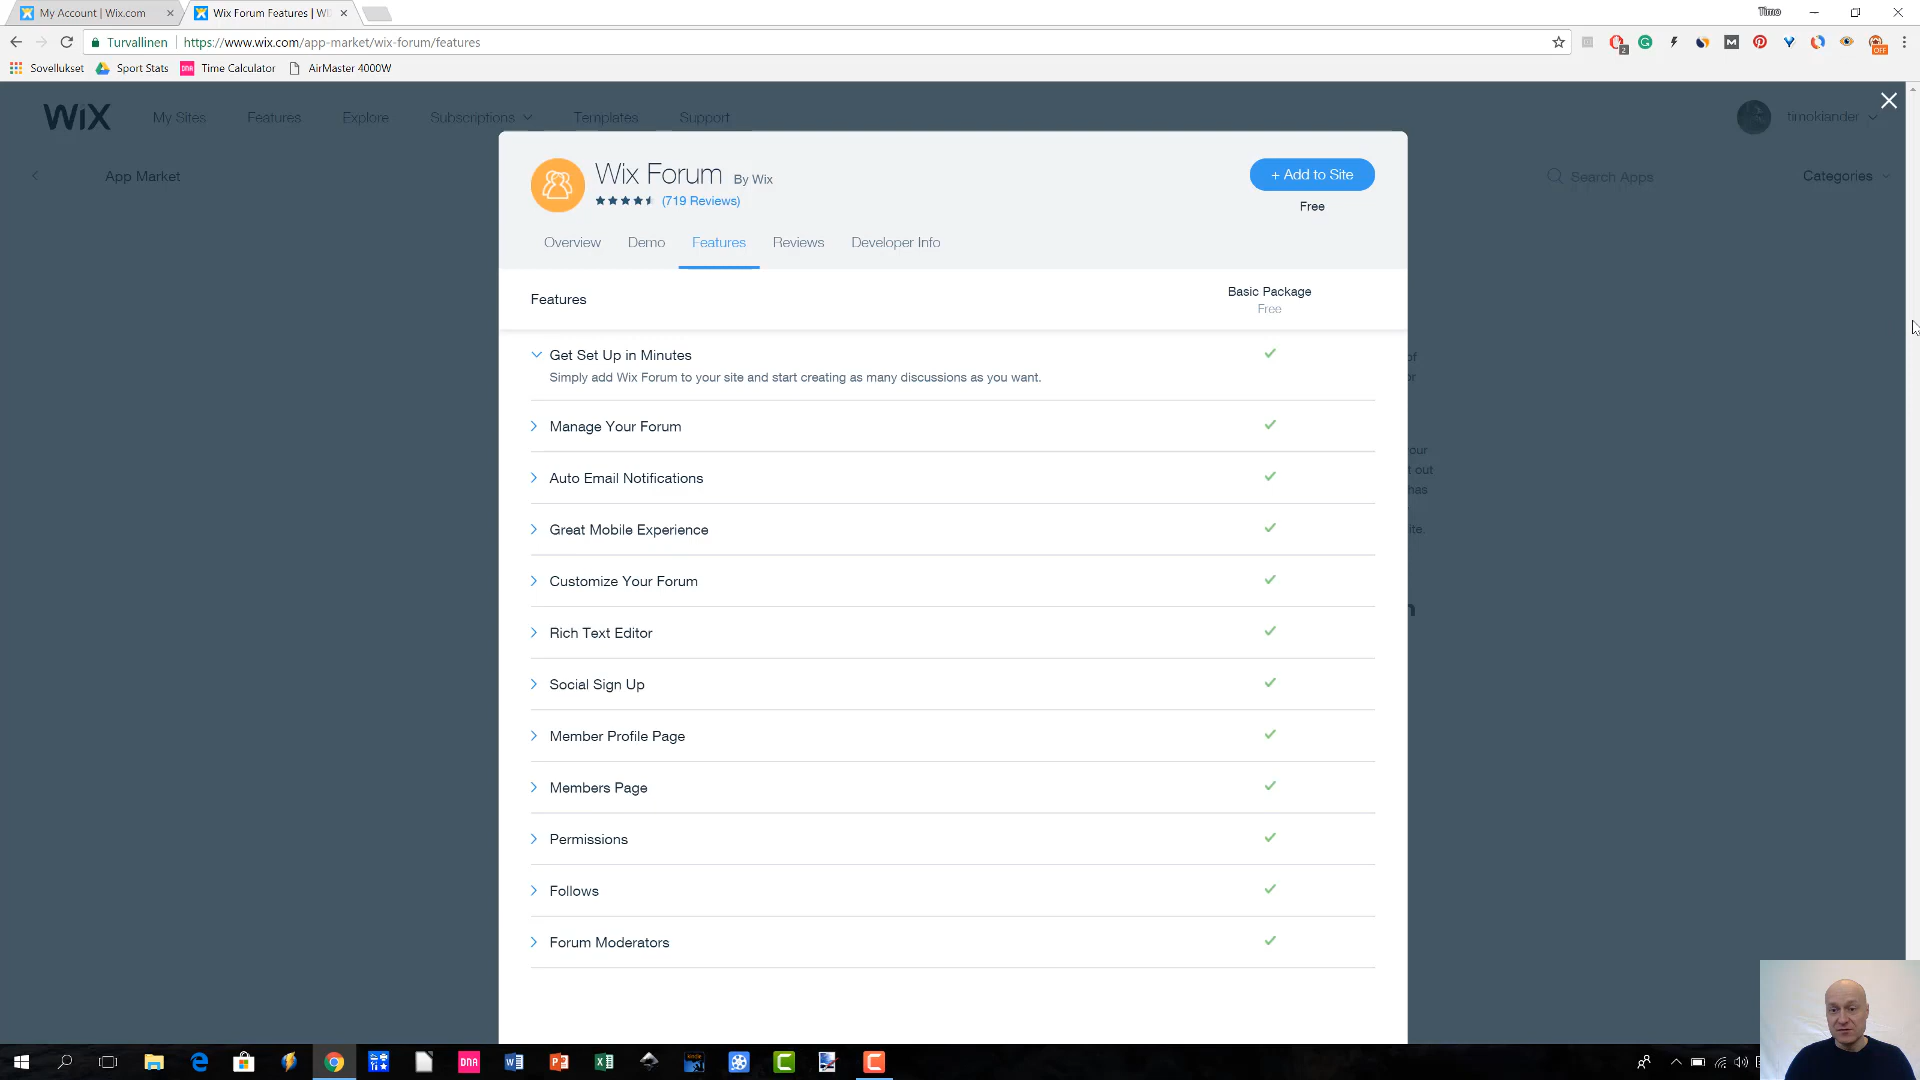 My Account | Wix.com
Wix Forum Features |
Timo
Turvallinen
https://www.wix.com/app-market/wix-forum/features
Sovellukset
Sport Stats
Time Calculator
AirMaster 4000W
WiX
My Sites
Features
Explore
Subscriptions
Templates
Support
timoklander
App Market
Search Apps
Categories
Wix Forum By Wix
(719 Reviews)
+ Add to Site
Free
Overview
Demo
Features
Reviews
Developer Info
Features
Basic Package
Free
Get Set Up in Minutes
Simply add Wix Forum to your site and start creating as many discussions as you want.
Manage Your Forum
Auto Email Notifications
Great Mobile Experience
Customize Your Forum
Rich Text Editor
Social Sign Up
Member Profile Page
Members Page
Permissions
Follows
Forum Moderators